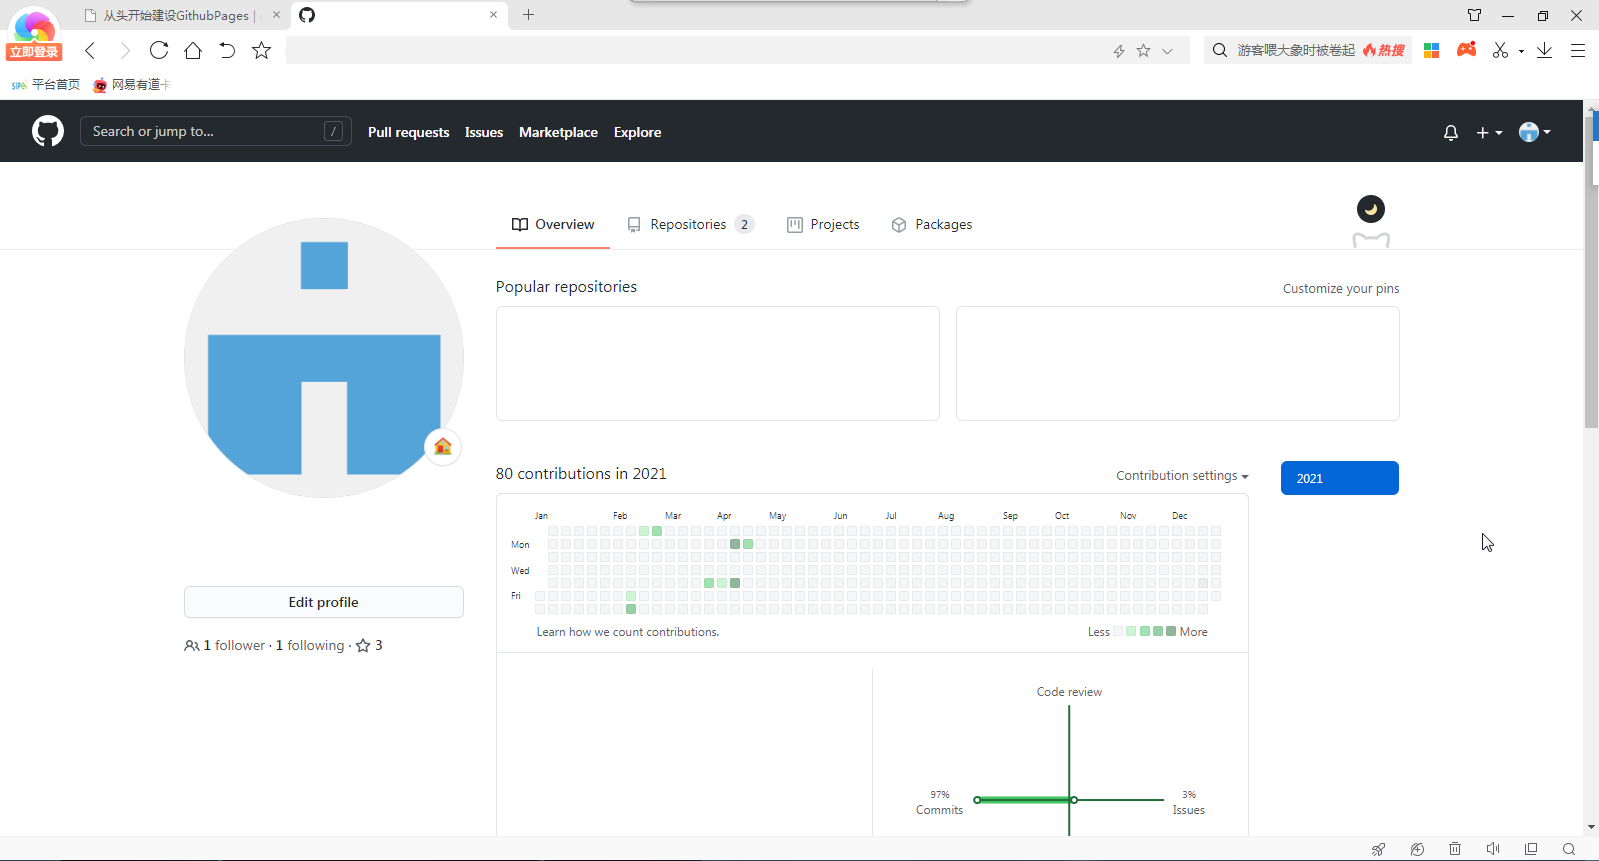 从头开始建设GithubPages |
立即登录
游客喂大象时被卷起 热搜
SIPO 平台首页 网易有道卡
Search or jump to... / Pull requests Issues Marketplace Explore
Overview Repositories 2 Projects Packages
Popular repositories Customize your pins
80 contributions in 2021 Contribution settings 2021
Jan Feb Mar Apr May Jun Jul Aug Sep Oct Nov Dec
Mon
Wed
Fri
Learn how we count contributions. Less More
Edit profile
1 follower · 1 following · 3
Code review
97% 3%
Commits Issues